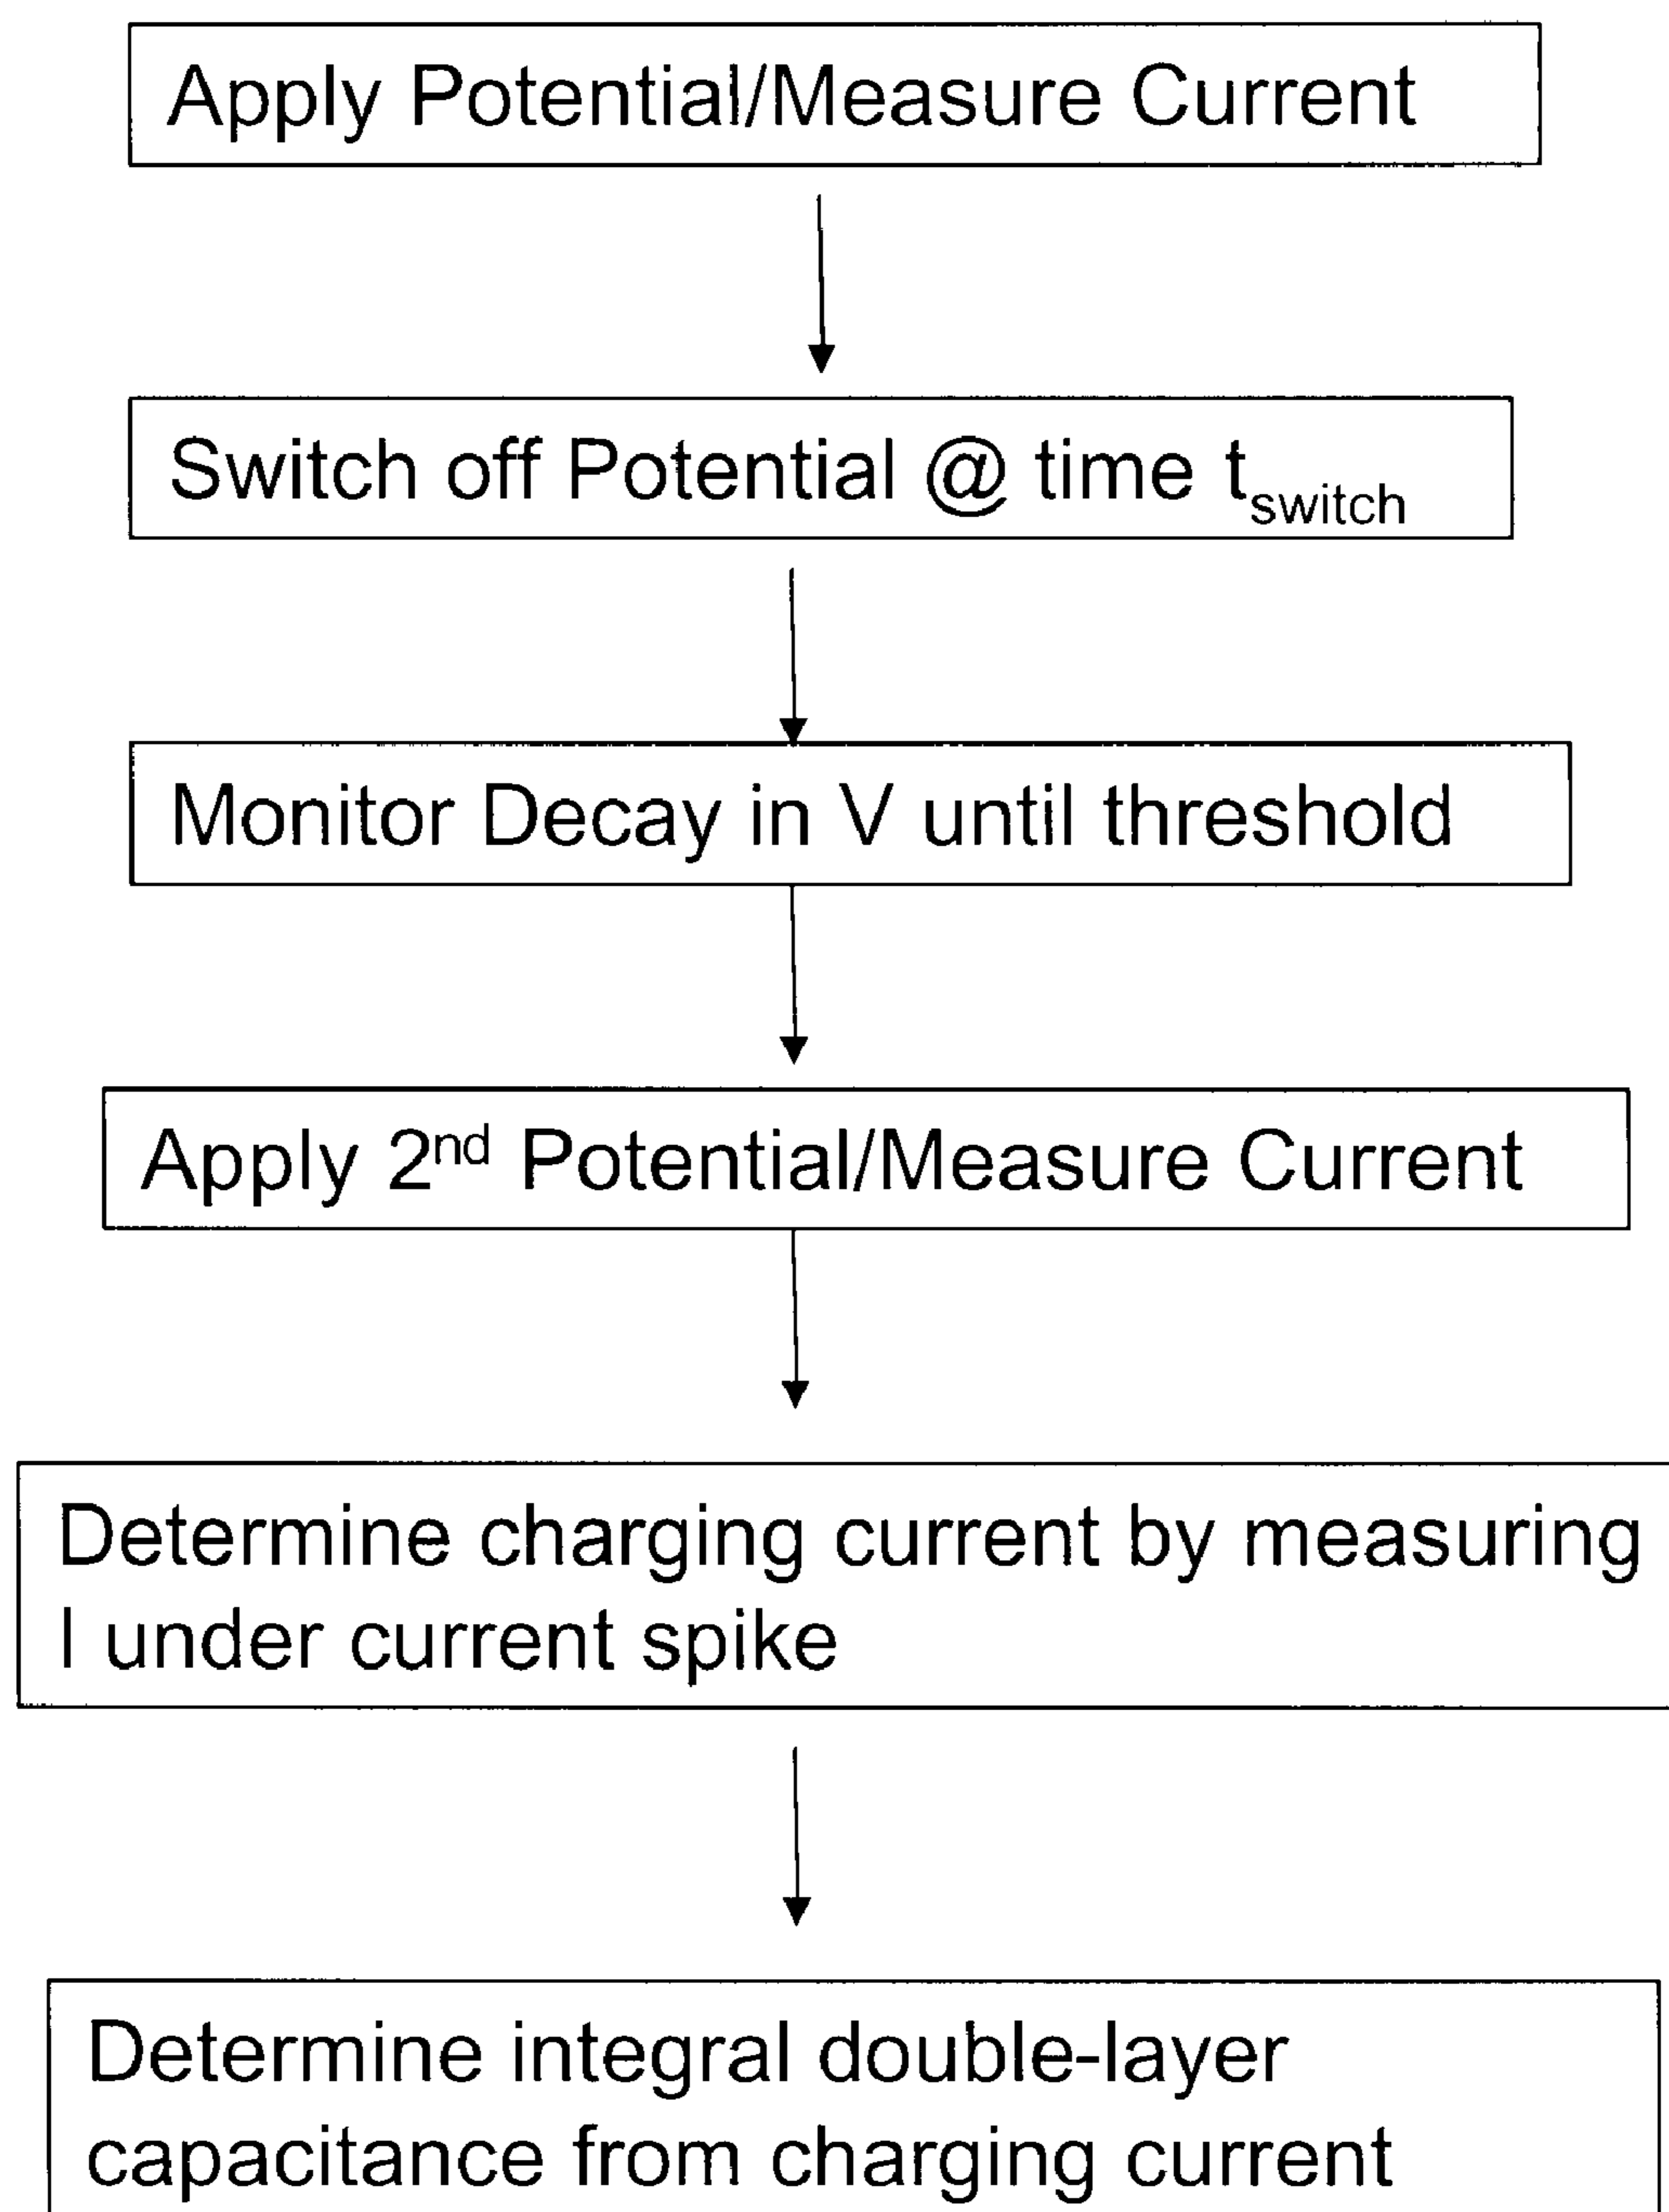 Apply Potential/Measure Current
Switch off Potential @ time t_switch
Monitor Decay in V until threshold
Apply 2nd Potential/Measure Current
Determine charging current by measuring
I under current spike
Determine integral double-layer
capacitance from charging current